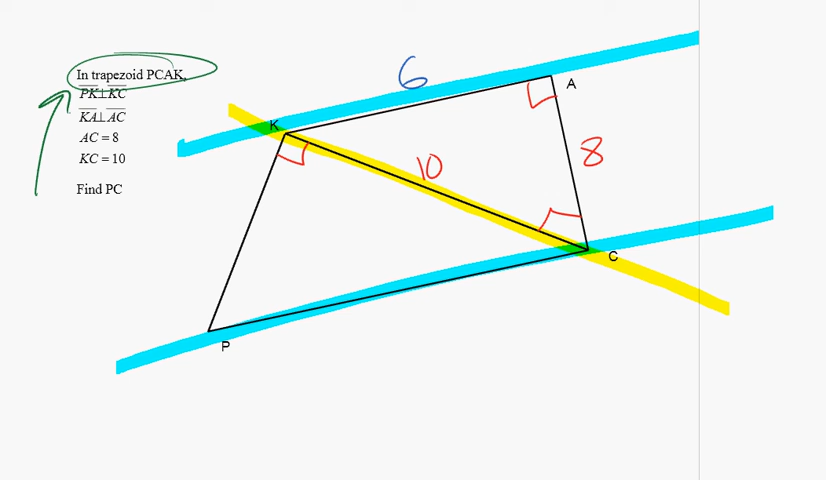 In trapezoid PCAK,
PK⊥KC
KA⊥AC
AC = 8
KC = 10
Find PC
6
A
K
10
8
C
P